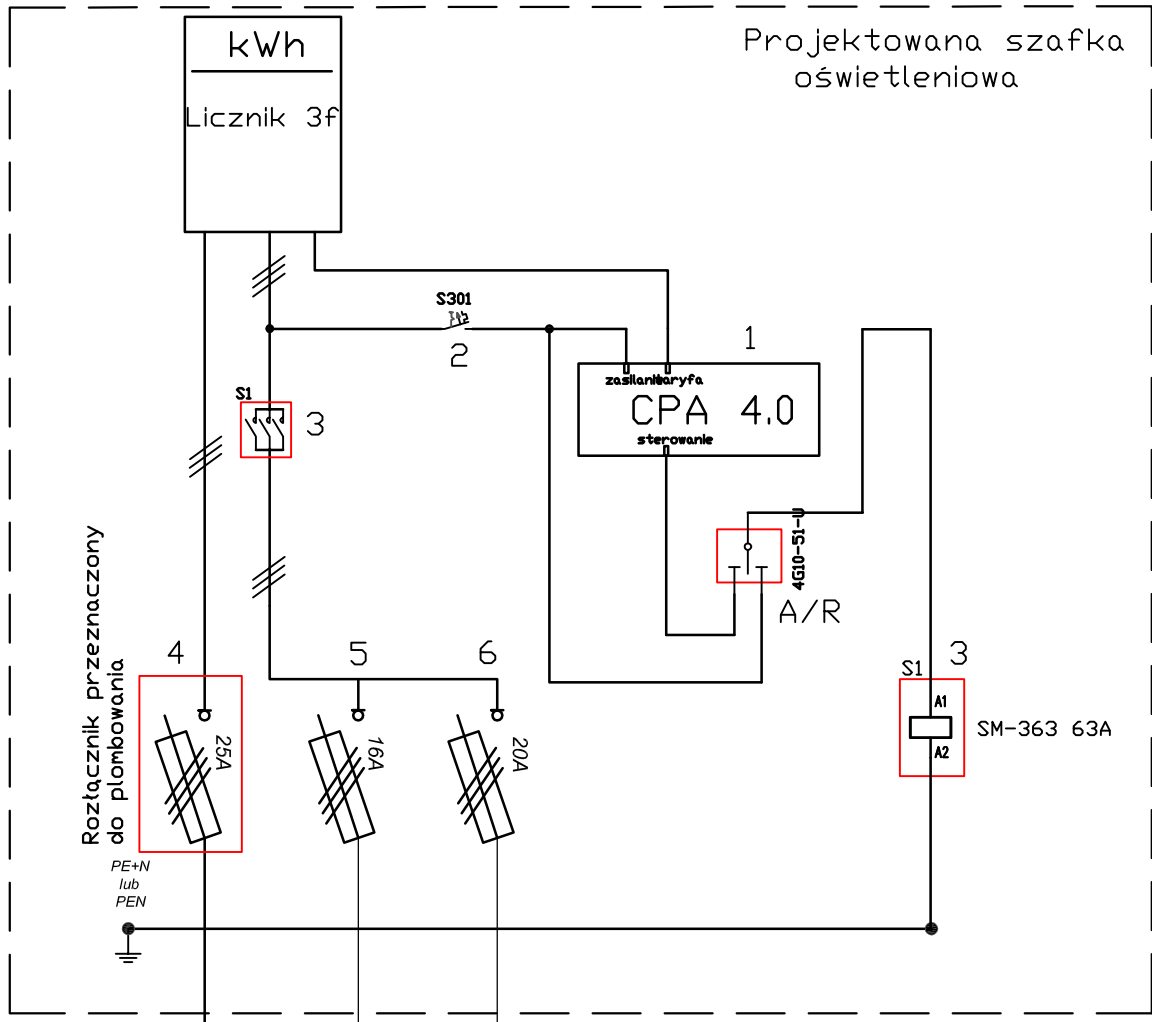 kWh
Licznik 3f
Projektowana szafka
oświetleniowa
S301
2
1
zasilanie taryfa
CPA 4.0
sterowanie
S1
3
4G10-51-U
A/R
Rozłącznik przeznaczony
do plombowania
4
5
6
25A
16A
20A
S1
3
A1
A2
SM-363 63A
PE+N
lub
PEN